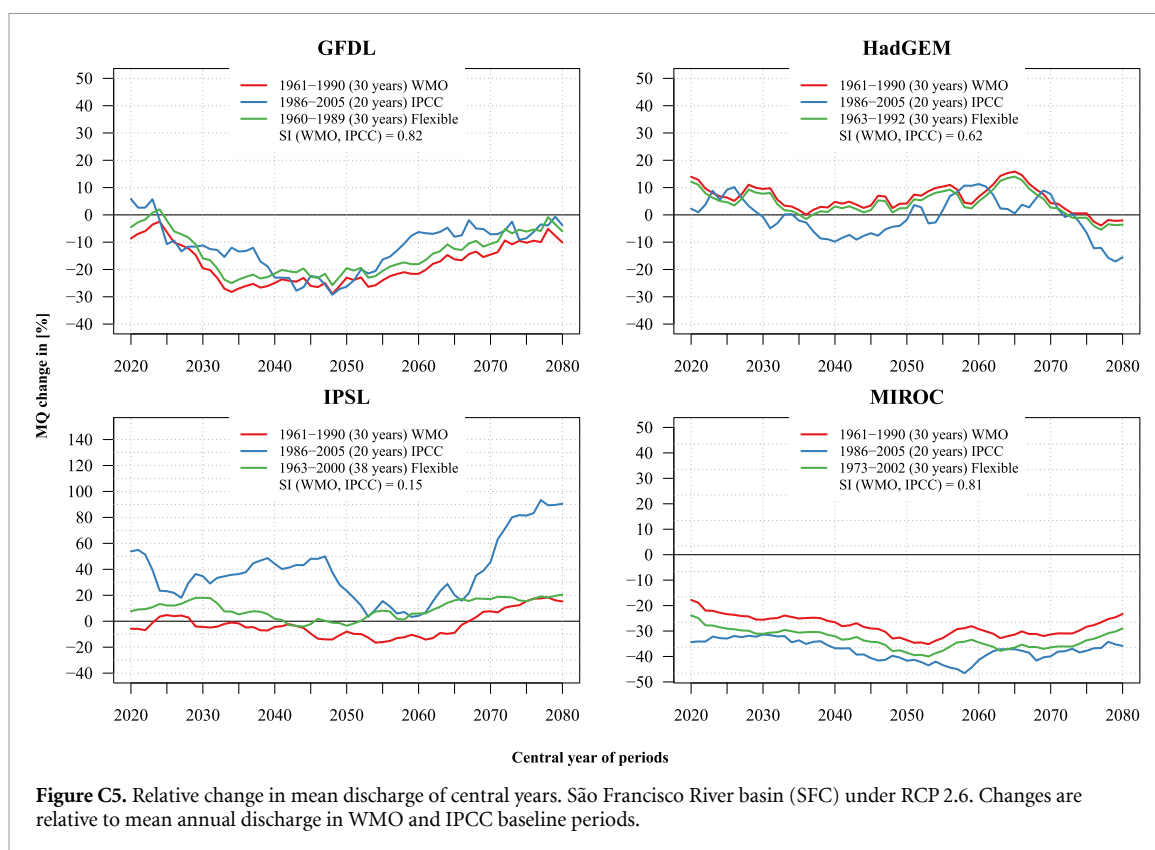 GFDL
1961−1990 (30 years) WMO
1986−2005 (20 years) IPCC
1960−1989 (30 years) Flexible
SI (WMO, IPCC) = 0.82
50
40
30
20
10
0
−10
−20
−30
−40
2020 2030 2040 2050 2060 2070 2080
HadGEM
1961−1990 (30 years) WMO
1986−2005 (20 years) IPCC
1963−1992 (30 years) Flexible
SI (WMO, IPCC) = 0.62
50
40
30
20
10
0
−10
−20
−30
−40
2020 2030 2040 2050 2060 2070 2080
MQ change in [%]
IPSL
1961−1990 (30 years) WMO
1986−2005 (20 years) IPCC
1963−2000 (38 years) Flexible
SI (WMO, IPCC) = 0.15
140
120
100
80
60
40
20
0
−20
−40
2020 2030 2040 2050 2060 2070 2080
MIROC
1961−1990 (30 years) WMO
1986−2005 (20 years) IPCC
1973−2002 (30 years) Flexible
SI (WMO, IPCC) = 0.81
50
40
30
20
10
0
−10
−20
−30
−40
−50
2020 2030 2040 2050 2060 2070 2080
Central year of periods
Figure C5. Relative change in mean discharge of central years. São Francisco River basin (SFC) under RCP 2.6. Changes are
relative to mean annual discharge in WMO and IPCC baseline periods.